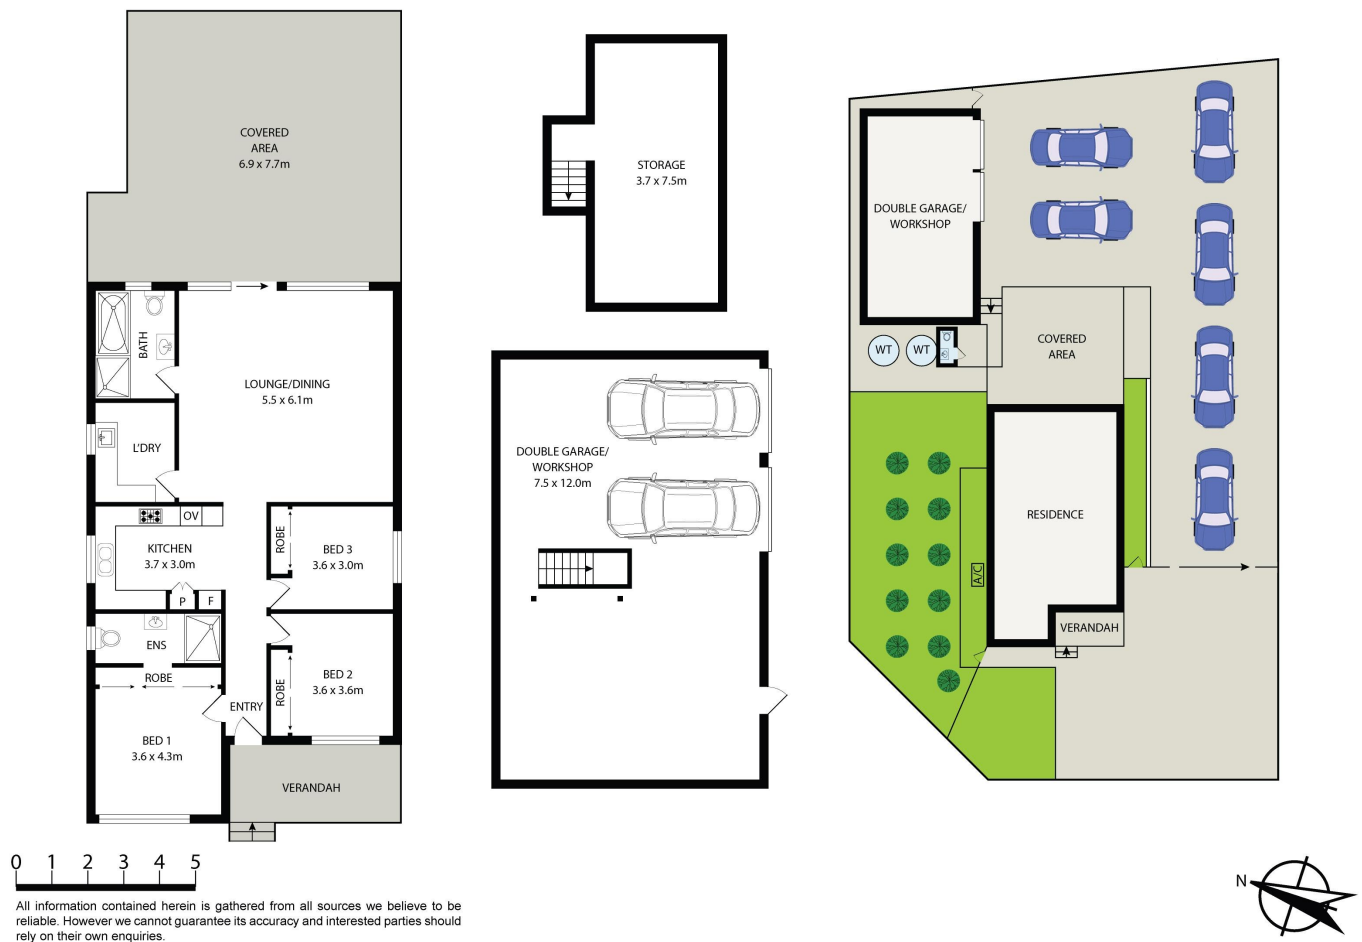 COVERED
AREA
6.9 x 7.7m
BATH
LOUNGE/DINING
5.5 x 6.1m
L'DRY
OV
KITCHEN
3.7 x 3.0m
P
F
ROBE
BED 3
3.6 x 3.0m
ENS
ROBE
ROBE
BED 2
3.6 x 3.6m
ENTRY
BED 1
3.6 x 4.3m
VERANDAH
STORAGE
3.7 x 7.5m
DOUBLE GARAGE/
WORKSHOP
7.5 x 12.0m
DOUBLE GARAGE/
WORKSHOP
WT
WT
COVERED
AREA
RESIDENCE
A/C
VERANDAH
0 1 2 3 4 5
All information contained herein is gathered from all sources we believe to be
reliable. However we cannot guarantee its accuracy and interested parties should
rely on their own enquiries.
N